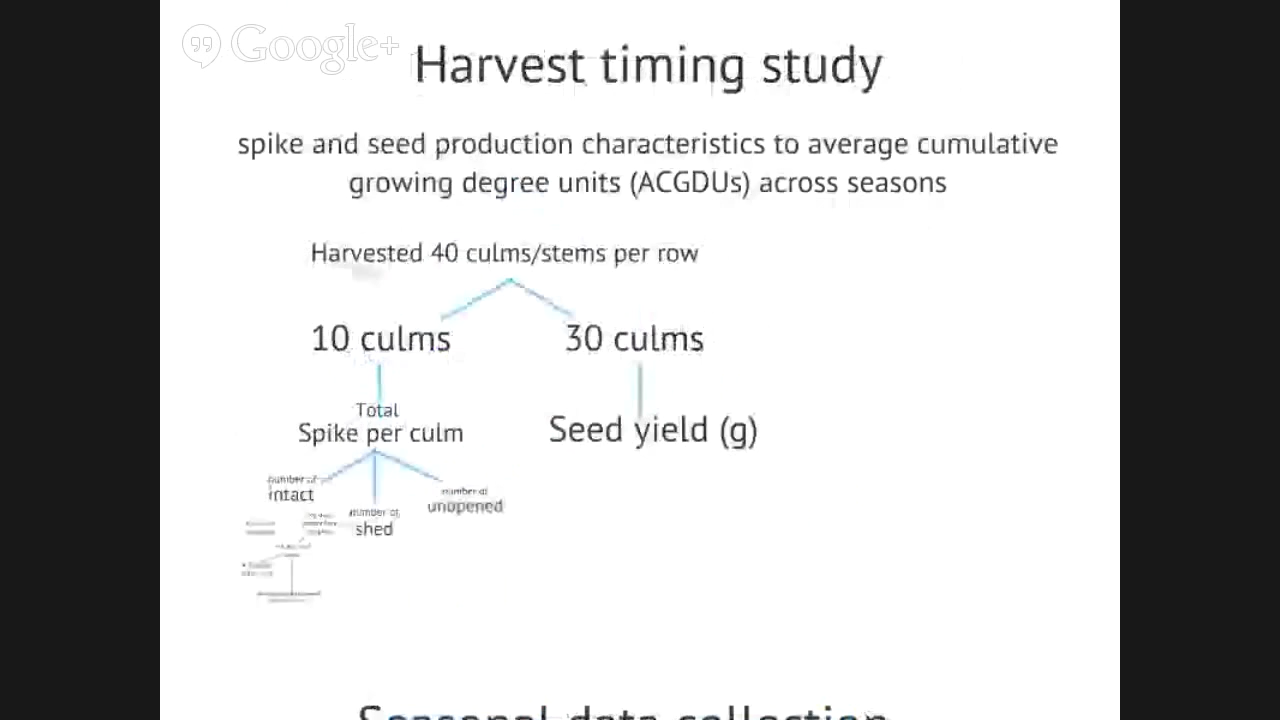 Google+
Harvest timing study
spike and seed production characteristics to average cumulative
growing degree units (ACGDUs) across seasons
Harvested 40 culms/stems per row
10 culms
30 culms
Total
Spike per culm
Seed yield (g)
number of
intact
number of
shed
number of
unopened
Seasonal data collection